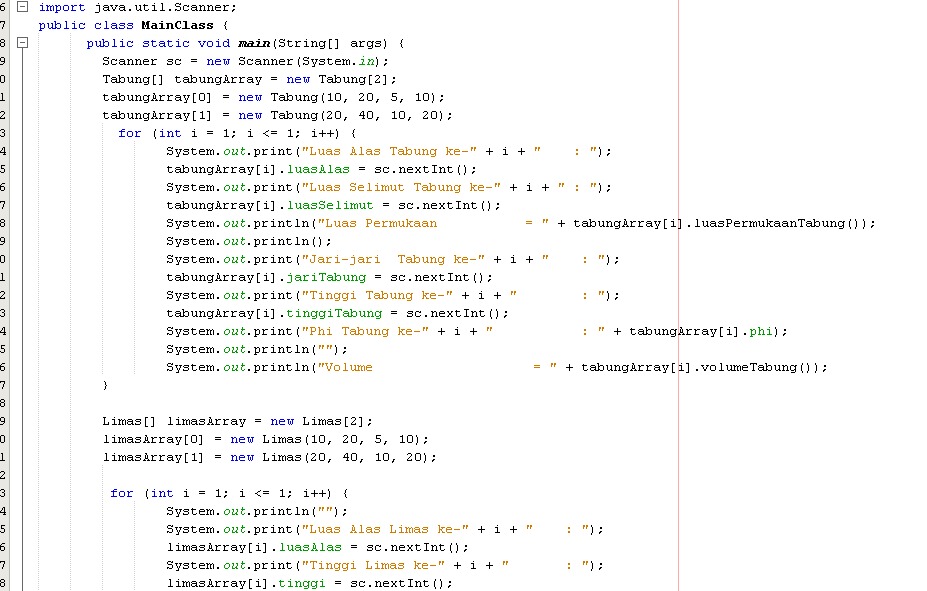 6 import java.util.Scanner;
7 public class MainClass {
8 public static void main(String[] args) {
9 Scanner sc = new Scanner(System.in);
0 Tabung[] tabungArray = new Tabung[2];
1 tabungArray[0] = new Tabung(10, 20, 5, 10);
2 tabungArray[1] = new Tabung(20, 40, 10, 20);
3 for (int i = 1; i <= 1; i++) {
4 System.out.print("Luas Alas Tabung ke-" + i + "    : ");
5 tabungArray[i].luasAlas = sc.nextInt();
6 System.out.print("Luas Selimut Tabung ke-" + i + " : ");
7 tabungArray[i].luasSelimut = sc.nextInt();
8 System.out.println("Luas Permukaan           = " + tabungArray[i].luasPermukaanTabung());
9 System.out.println();
0 System.out.print("Jari-jari  Tabung ke-" + i + "    : ");
1 tabungArray[i].jariTabung = sc.nextInt();
2 System.out.print("Tinggi Tabung ke-" + i + "        : ");
3 tabungArray[i].tinggiTabung = sc.nextInt();
4 System.out.print("Phi Tabung ke-" + i + "           : " + tabungArray[i].phi);
5 System.out.println("");
6 System.out.println("Volume                    = " + tabungArray[i].volumeTabung());
7 }
8
9 Limas[] limasArray = new Limas[2];
0 limasArray[0] = new Limas(10, 20, 5, 10);
1 limasArray[1] = new Limas(20, 40, 10, 20);
2
3 for (int i = 1; i <= 1; i++) {
4 System.out.println("");
5 System.out.print("Luas Alas Limas ke-" + i + "    : ");
6 limasArray[i].luasAlas = sc.nextInt();
7 System.out.print("Tinggi Limas ke-" + i + "       : ");
8 limasArray[i].tinggi = sc.nextInt();